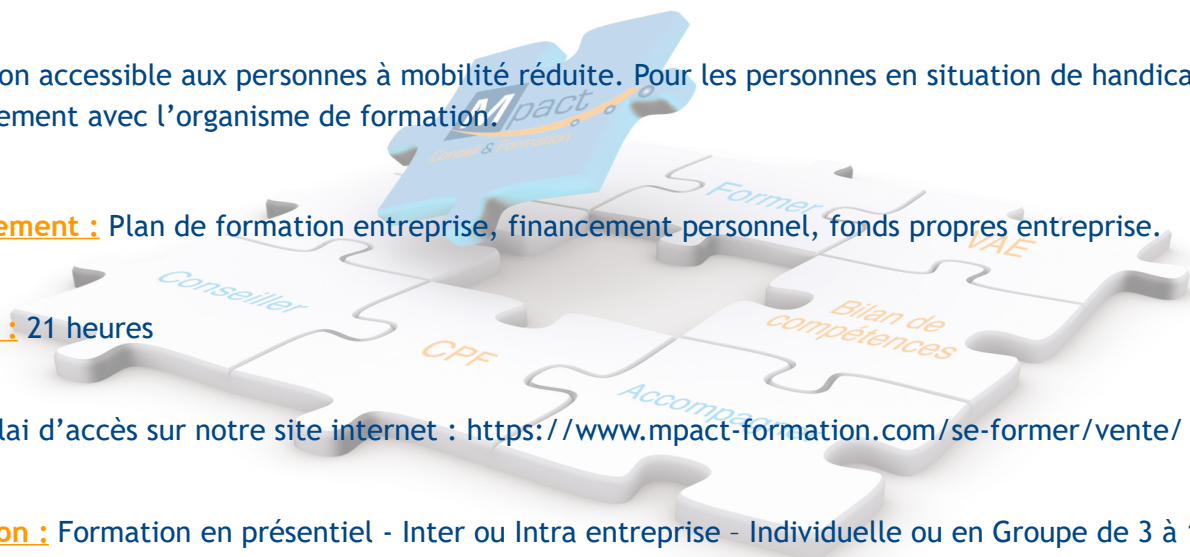 on accessible aux personnes à mobilité réduite. Pour les personnes en situation de handica
ement avec l’organisme de formation.
Mpact
Conseil & Formation
Former
ement : Plan de formation entreprise, financement personnel, fonds propres entreprise.
VAE
Conseiller
Bilan de
compétences
: 21 heures
CPF
Accompagner
lai d’accès sur notre site internet : https://www.mpact-formation.com/se-former/vente/
on : Formation en présentiel - Inter ou Intra entreprise – Individuelle ou en Groupe de 3 à 1